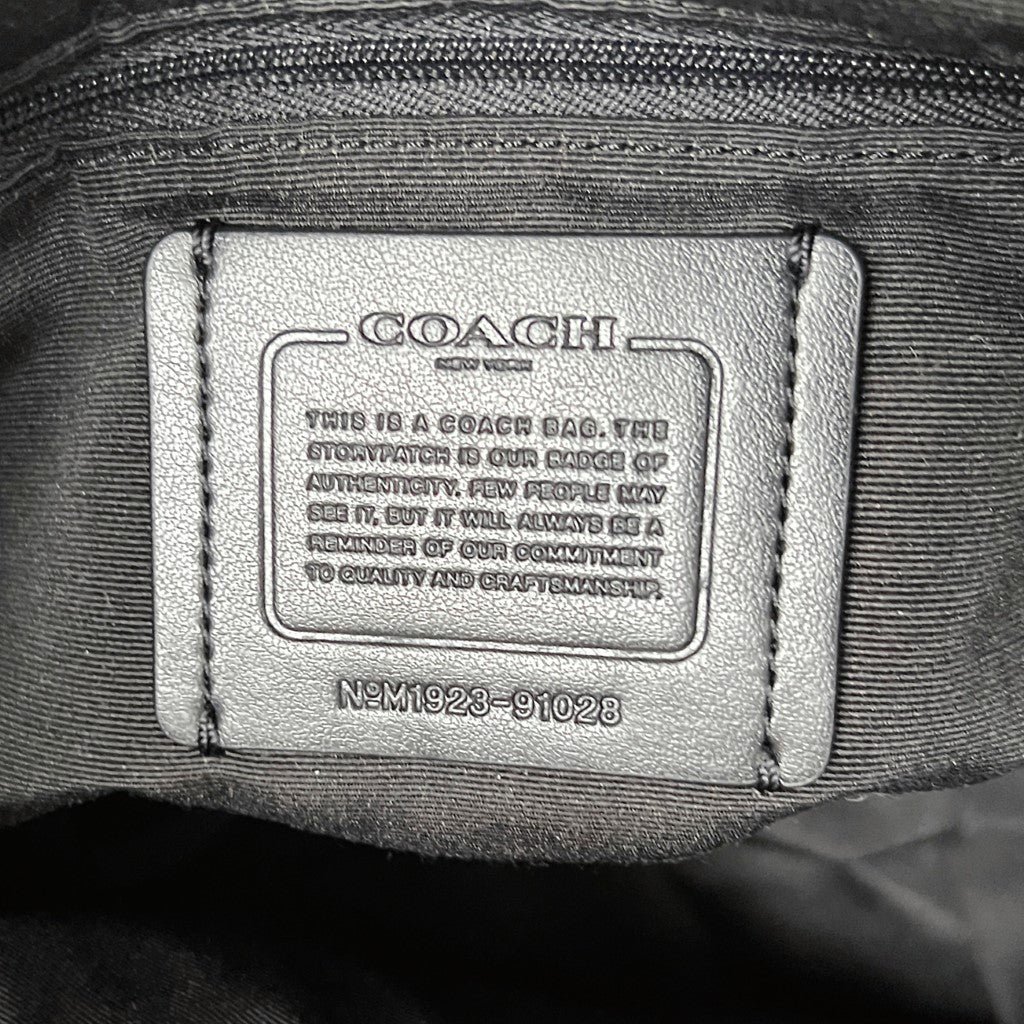 COACH
NEW YORK
THIS IS A COACH BAG. THE
STORYPATCH IS OUR BADGE OF
AUTHENTICITY. FEW PEOPLE MAY
SEE IT, BUT IT WILL ALWAYS BE A
REMINDER OF OUR COMMITMENT
TO QUALITY AND CRAFTSMANSHIP.
NºM1923-91028